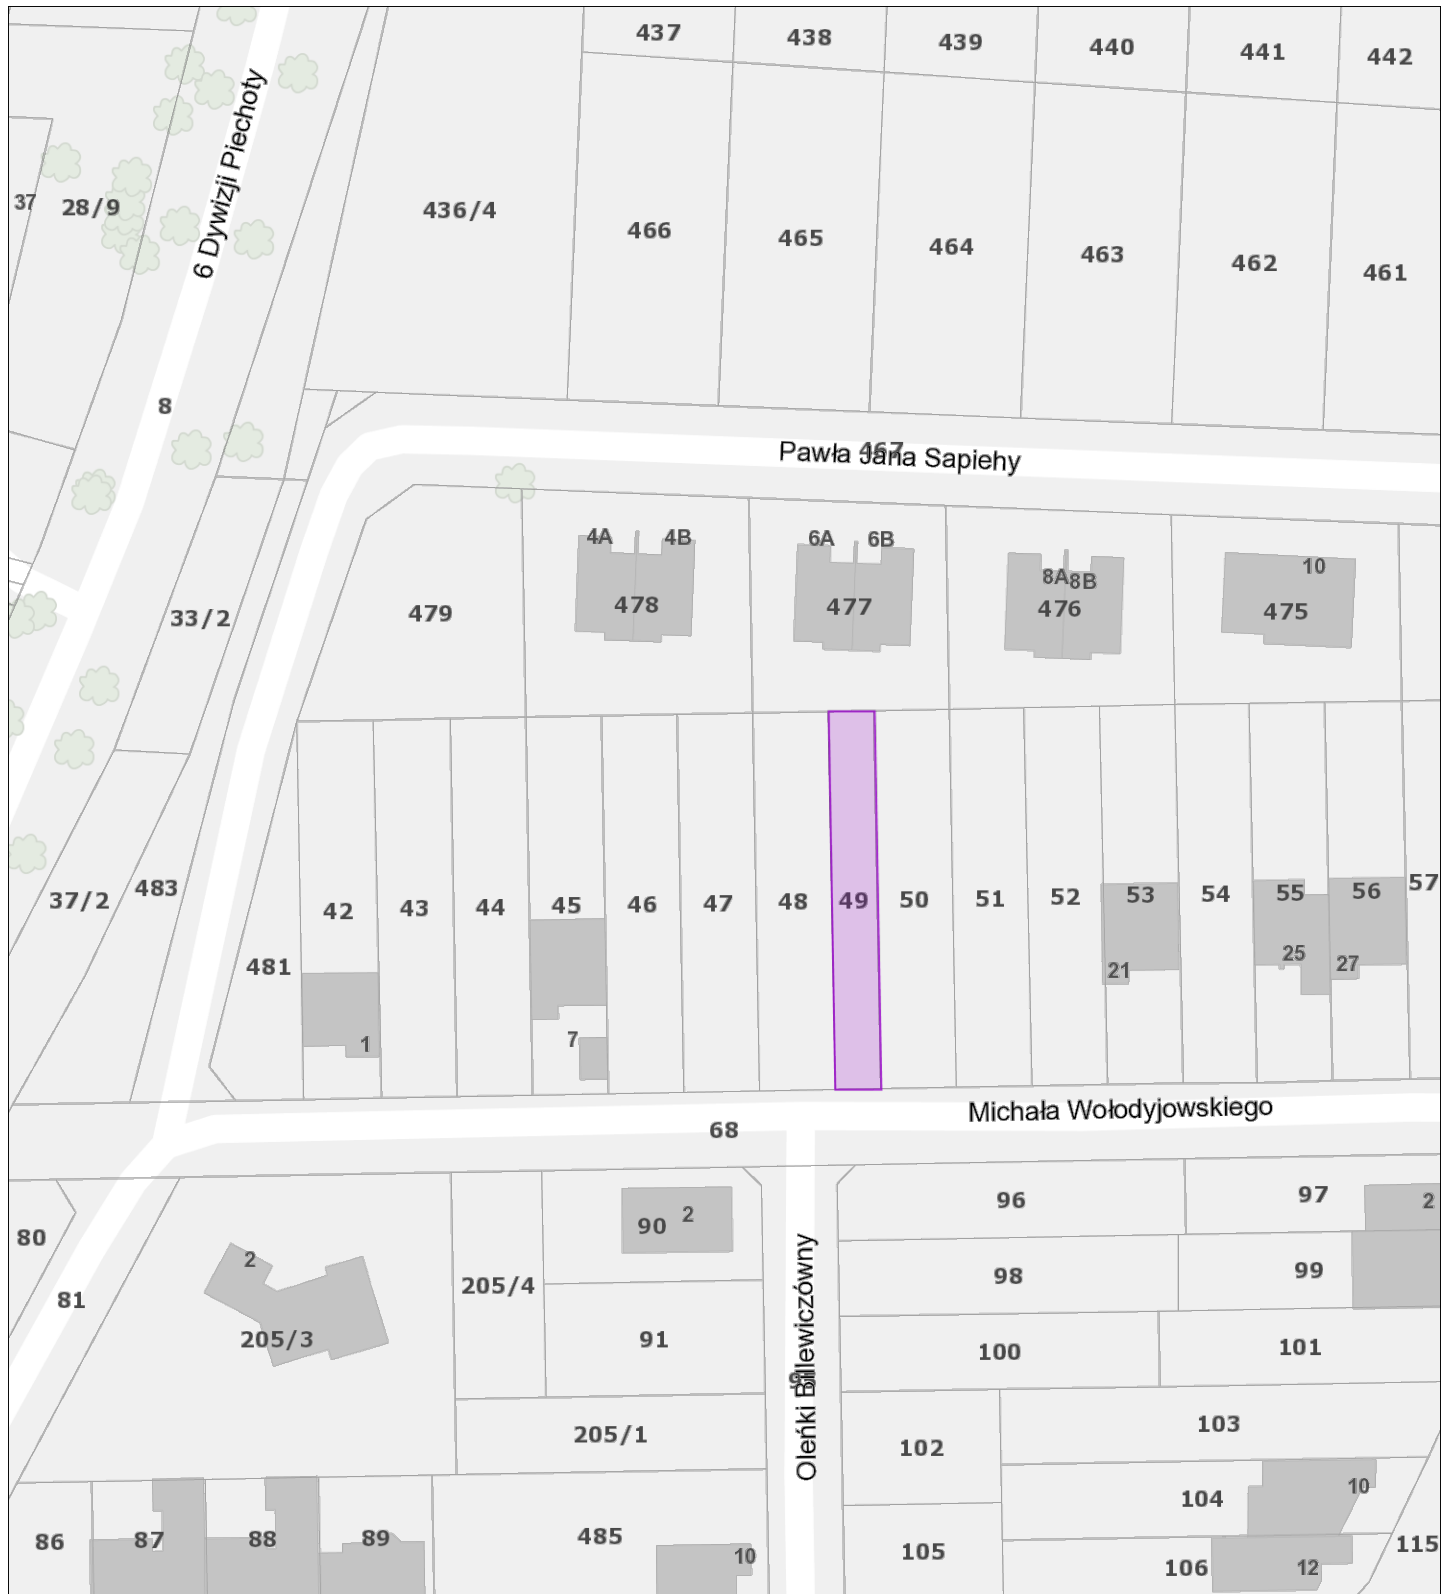 437 438 439 440 441 442
6 Dywizji Piechoty
37 28/9 436/4 466 465 464 463 462 461
8
Pawła Jana Sapiehy
467
4A 4B 6A 6B 8A 8B 10
33/2 479 478 477 476 475
37/2 483 481 42 43 44 45 46 47 48 49 50 51 52 53 54 55 56 57
1 7 21 25 27
Michała Wołodyjowskiego
68
80 2 90 2 96 97 2
81 205/3 205/4 91 98 99
Oleńki Billewiczówny
100 101
205/1 102 103
104 10
86 87 88 89 485 10 105 106 12 115